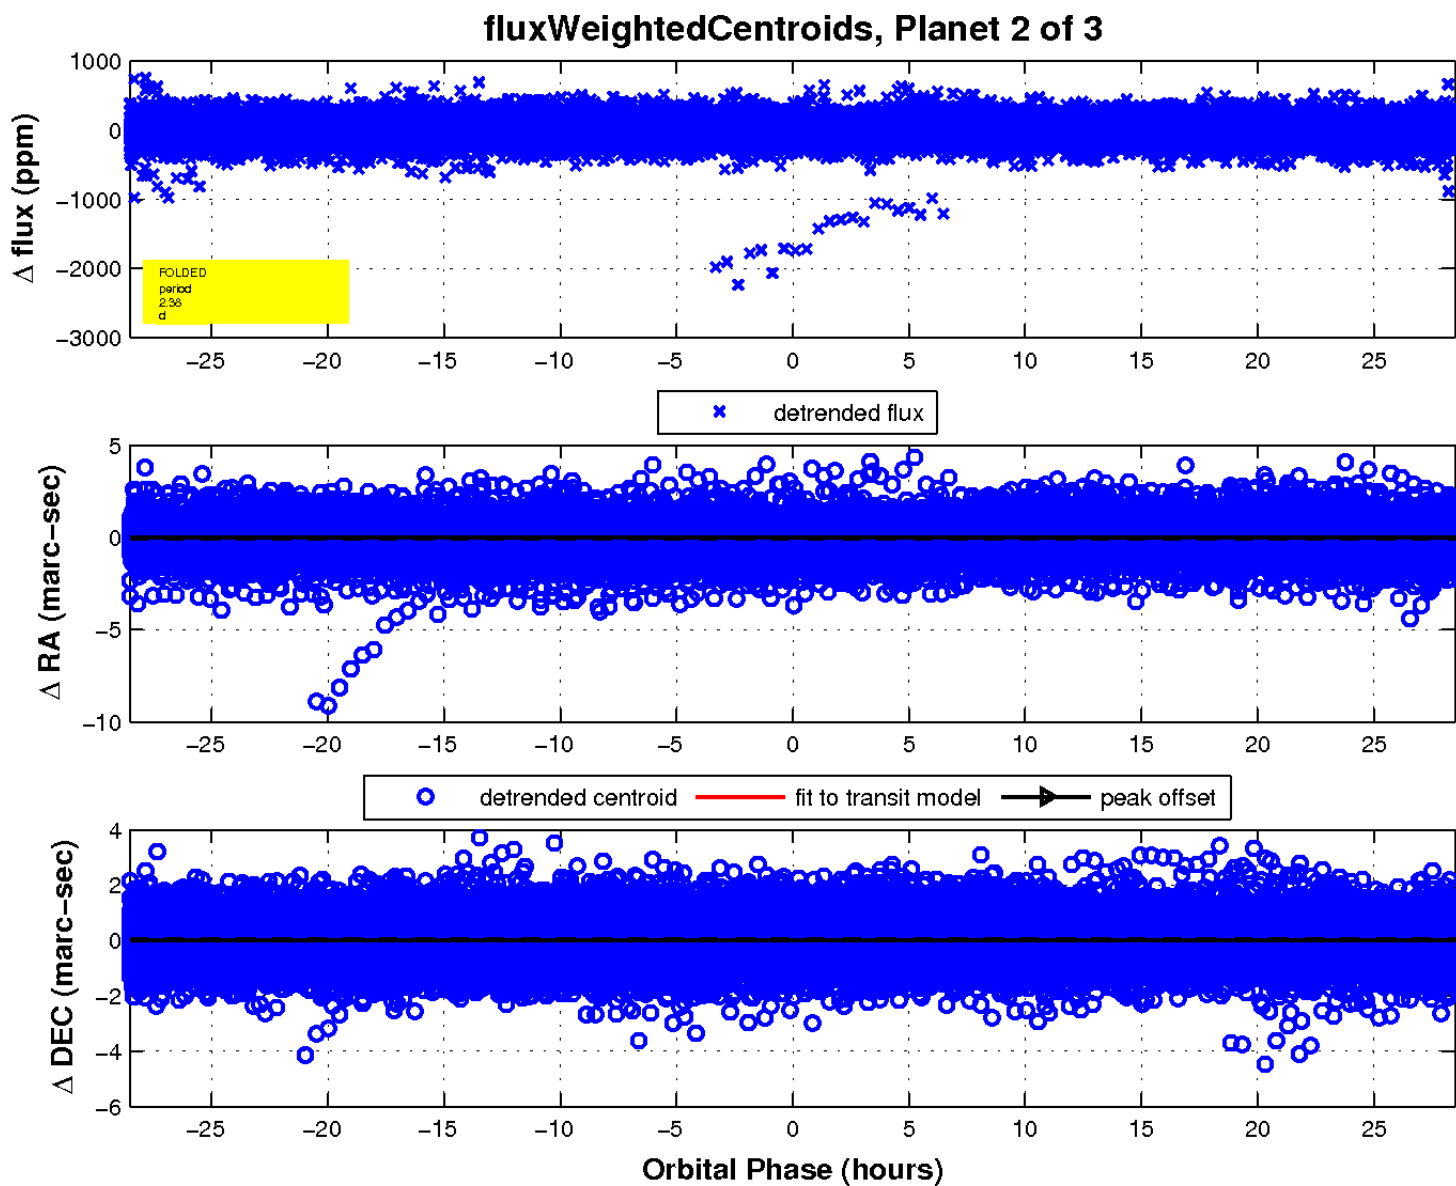 fluxWeightedCentroids, Planet 2 of 3
Δ flux (ppm)
1000
0
−1000
−2000
−3000
FOLDED
period
2.38
d
−25 −20 −15 −10 −5 0 5 10 15 20 25
detrended flux
Δ RA (marc−sec)
5
0
−5
−10
−25 −20 −15 −10 −5 0 5 10 15 20 25
detrended centroid fit to transit model peak offset
Δ DEC (marc−sec)
4
2
0
−2
−4
−6
−25 −20 −15 −10 −5 0 5 10 15 20 25
Orbital Phase (hours)